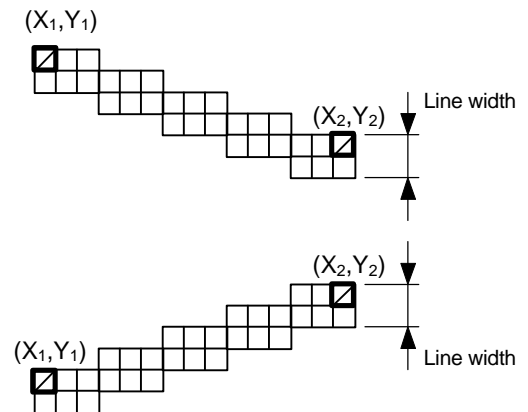 (X₁,Y₁)
Line width
(X₂,Y₂)
(X₂,Y₂)
(X₁,Y₁)
Line width